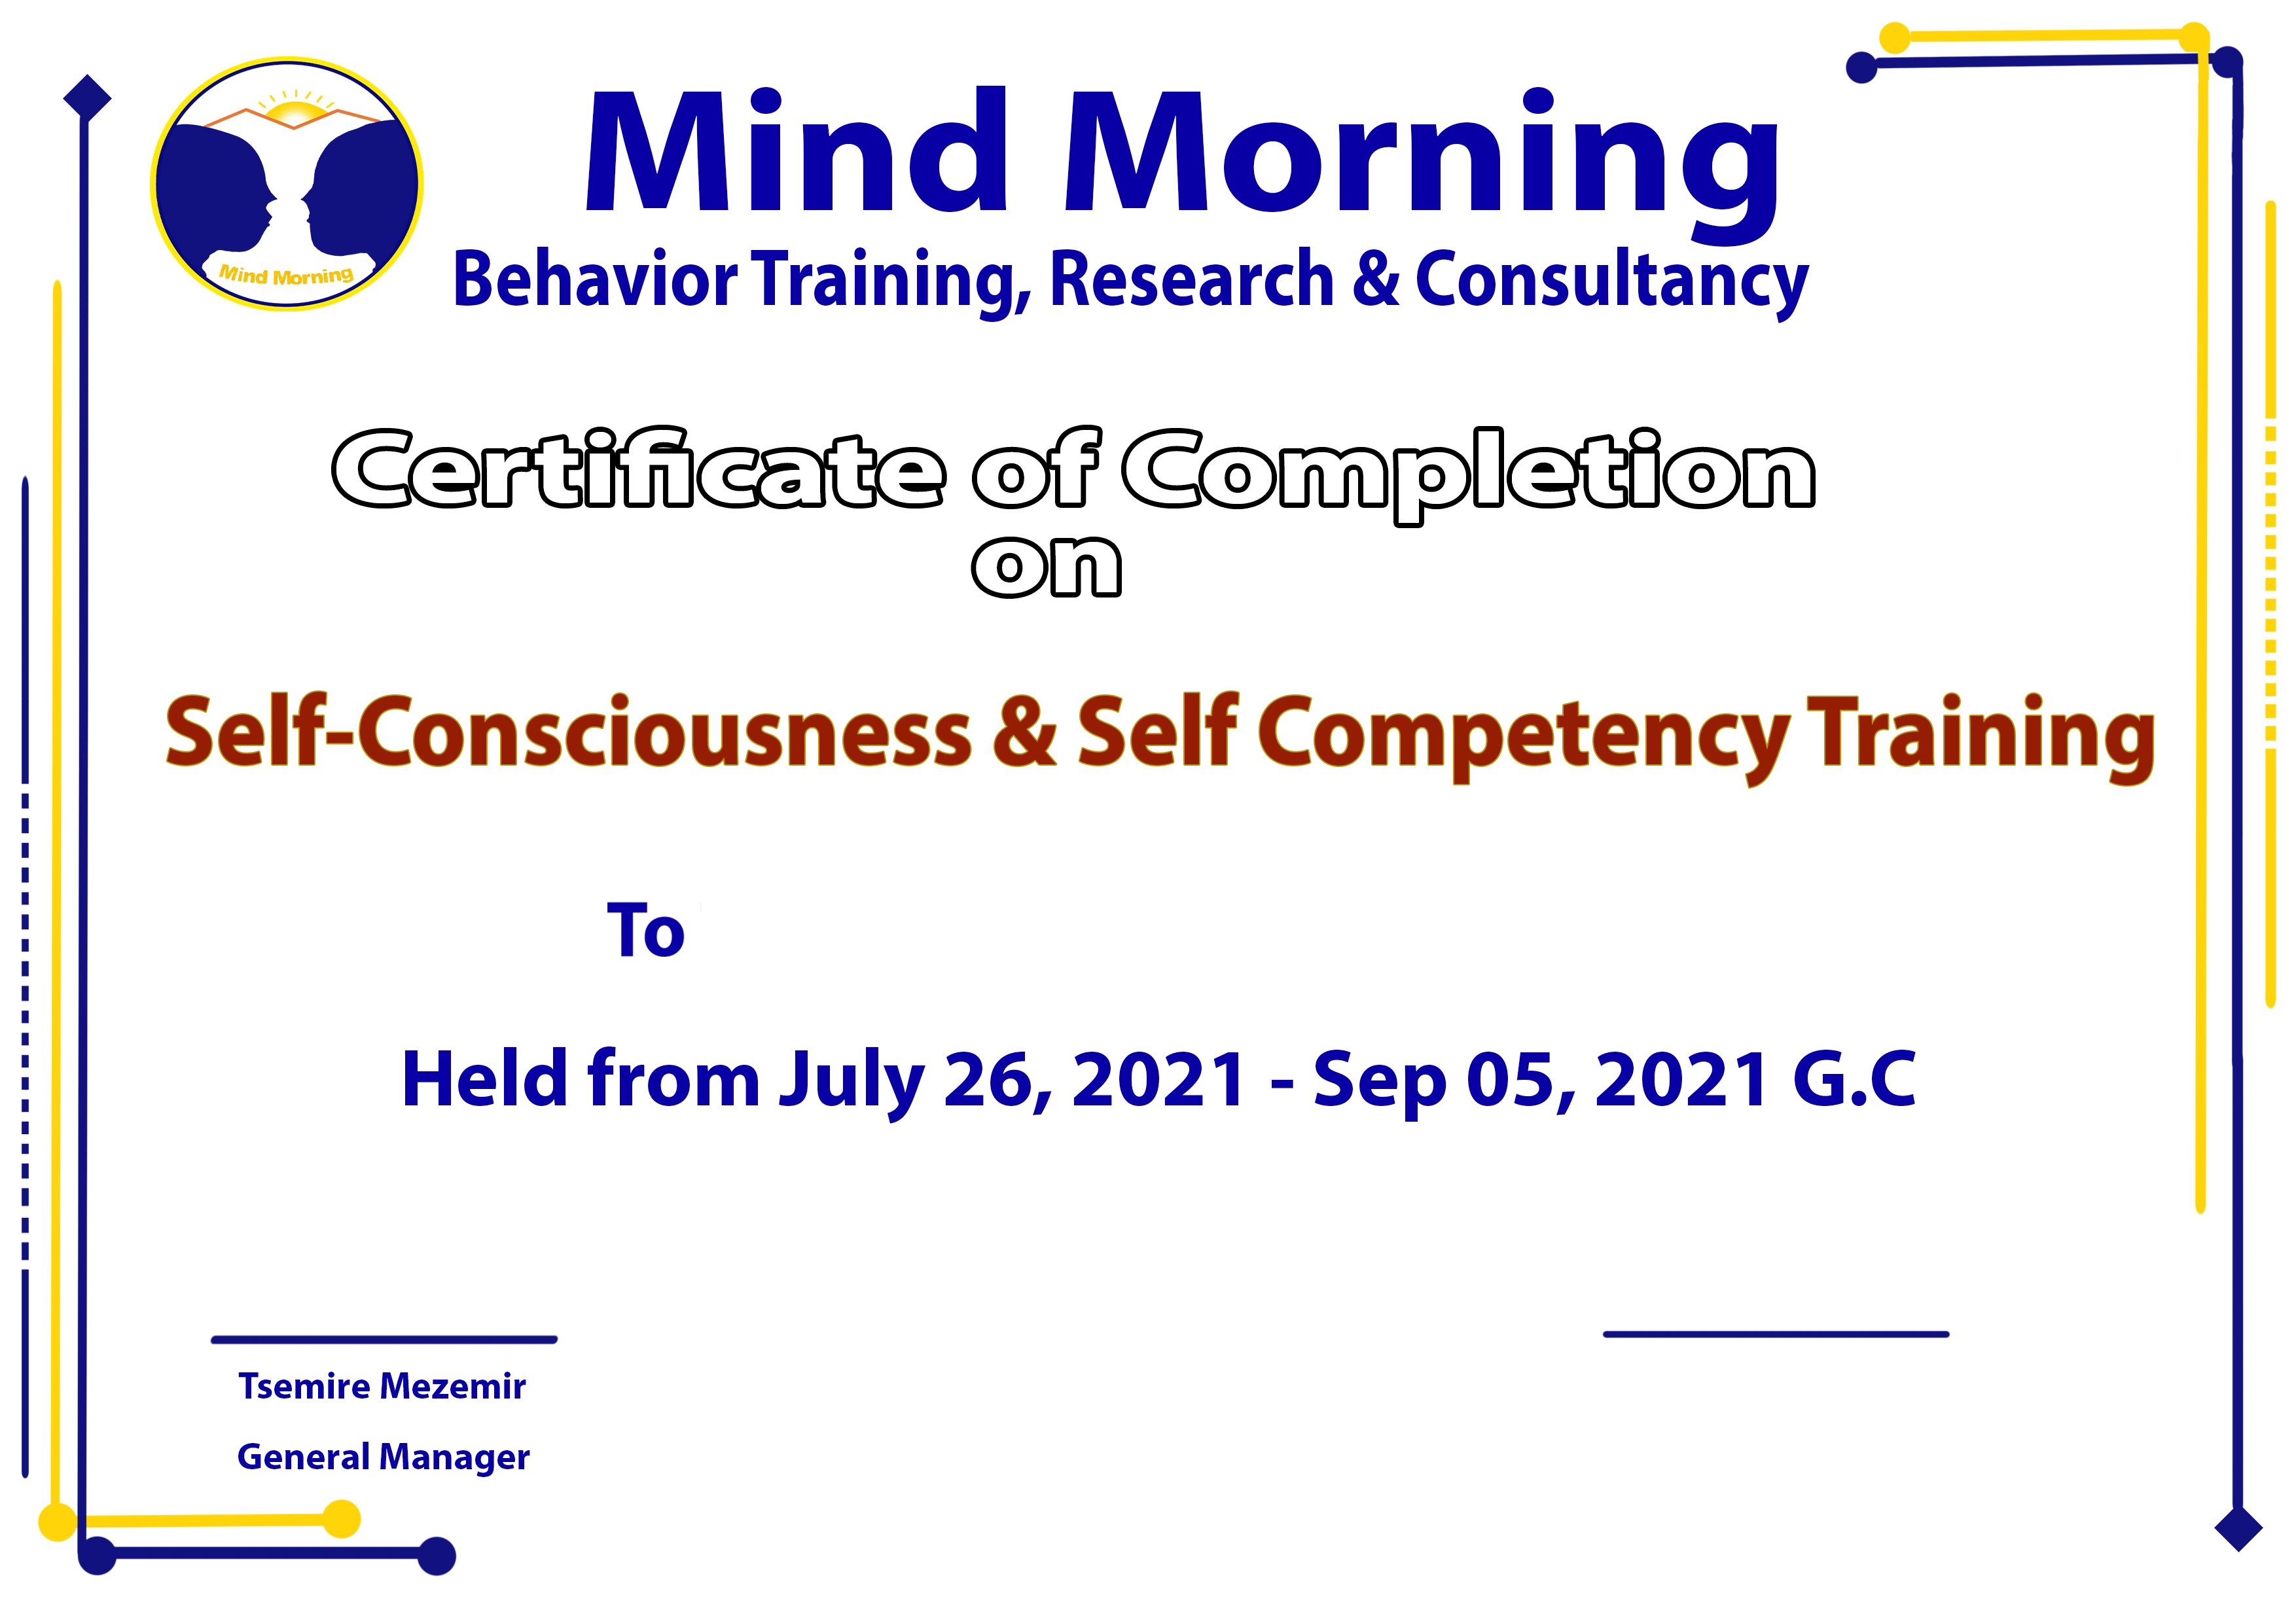 Mind Morning
Behavior Training, Research & Consultancy
Mind Morning
Certificate of Completion
on
Self-Consciousness & Self Competency Training
To
Held from July 26, 2021 - Sep 05, 2021 G.C
Tsemire Mezemir
General Manager